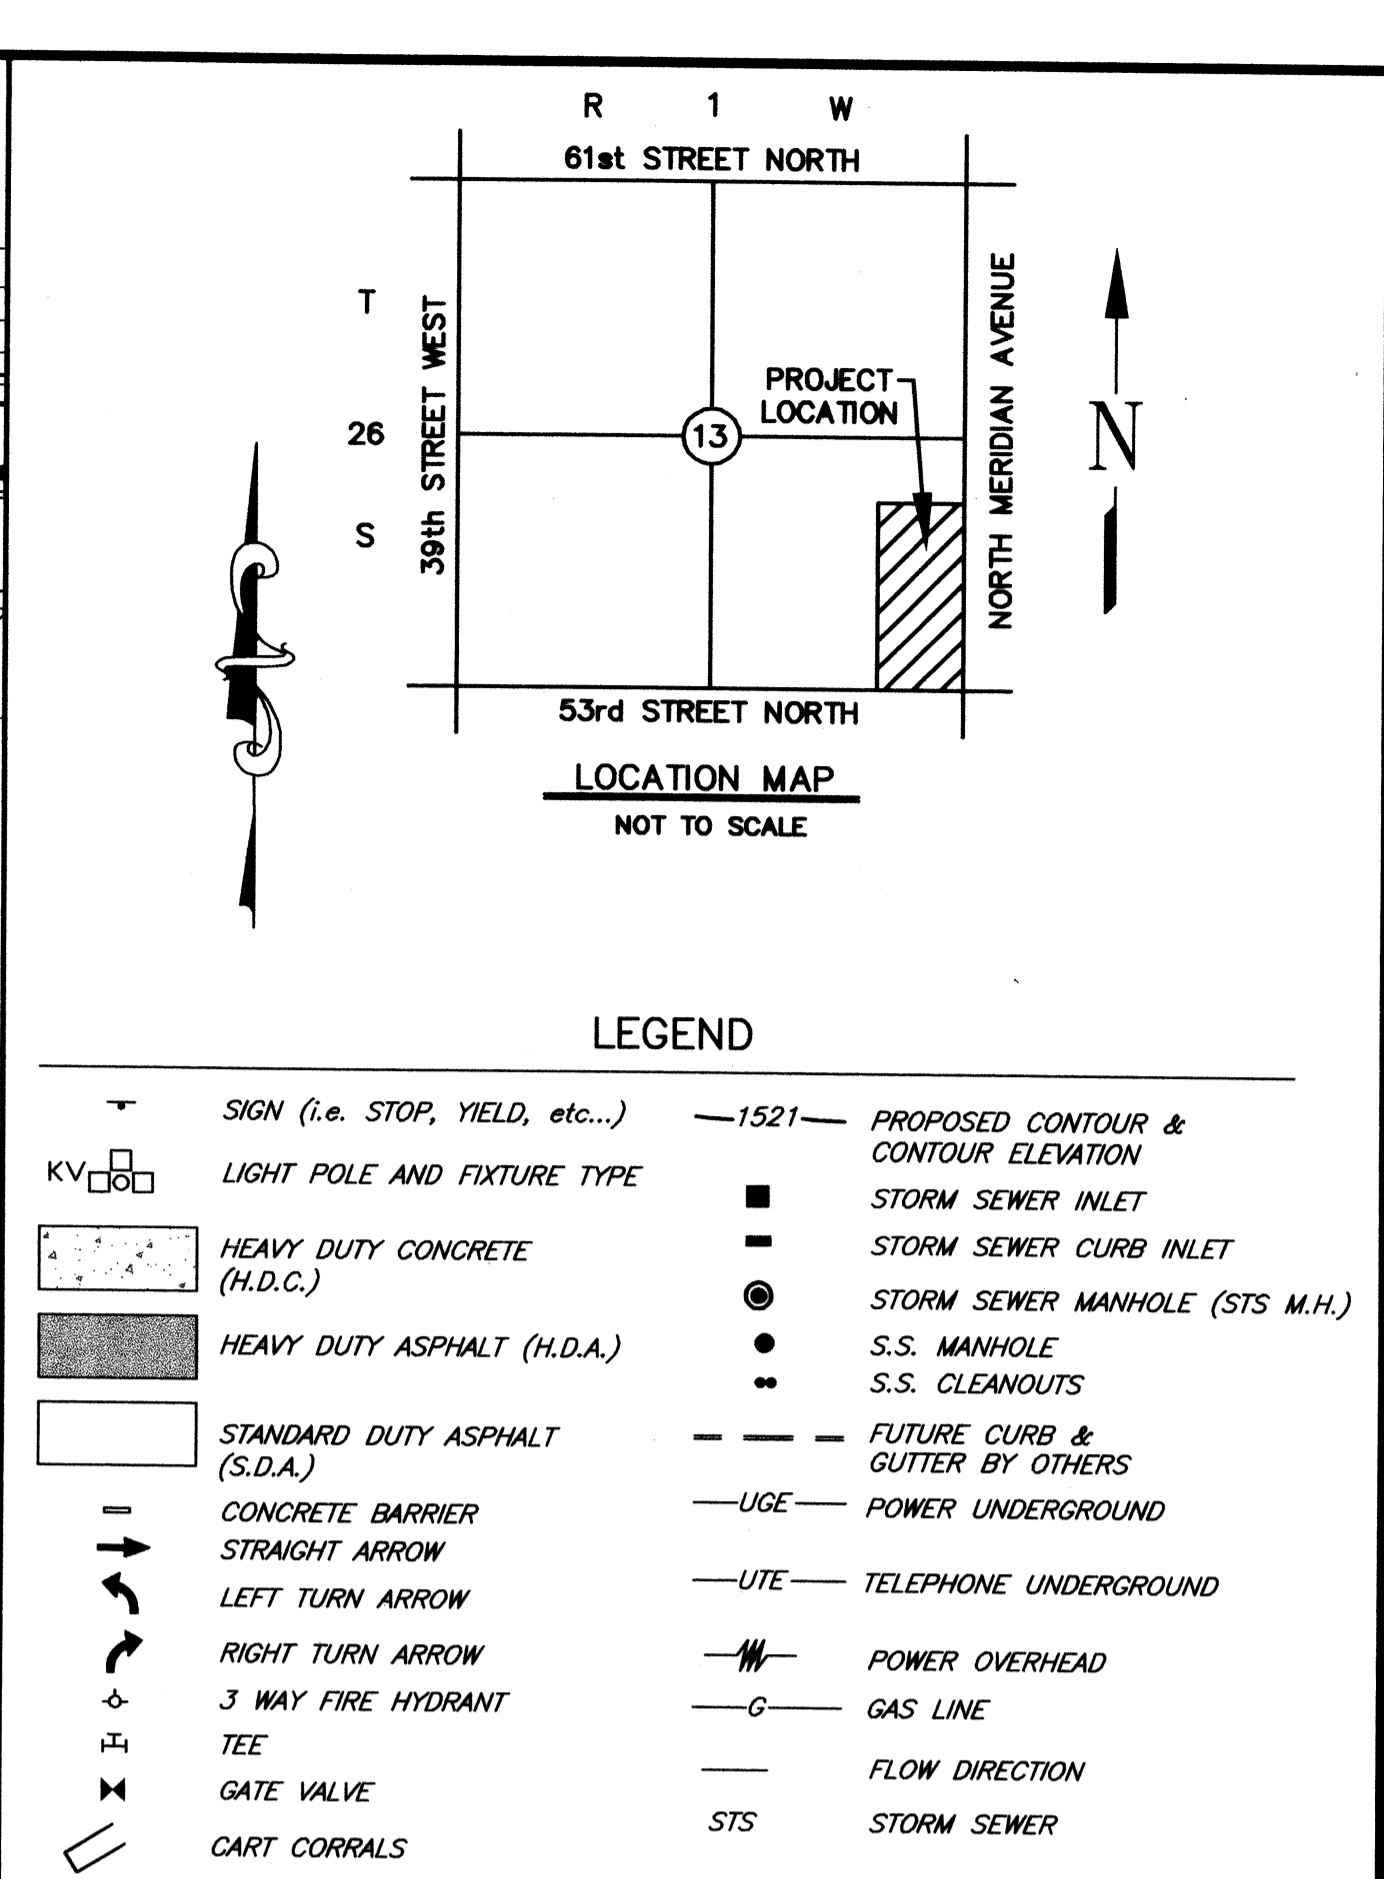 R 1 W
61st STREET NORTH
T
26
S
39th STREET WEST
NORTH MERIDIAN AVENUE
PROJECT
LOCATION
13
N
53rd STREET NORTH
LOCATION MAP
NOT TO SCALE
LEGEND
SIGN (i.e. STOP, YIELD, etc...)
KV LIGHT POLE AND FIXTURE TYPE
HEAVY DUTY CONCRETE
(H.D.C.)
HEAVY DUTY ASPHALT (H.D.A.)
STANDARD DUTY ASPHALT
(S.D.A.)
CONCRETE BARRIER
STRAIGHT ARROW
LEFT TURN ARROW
RIGHT TURN ARROW
3 WAY FIRE HYDRANT
TEE
GATE VALVE
CART CORRALS
1521 PROPOSED CONTOUR &
CONTOUR ELEVATION
STORM SEWER INLET
STORM SEWER CURB INLET
STORM SEWER MANHOLE (STS M.H.)
S.S. MANHOLE
S.S. CLEANOUTS
FUTURE CURB &
GUTTER BY OTHERS
UGE POWER UNDERGROUND
UTE TELEPHONE UNDERGROUND
POWER OVERHEAD
G GAS LINE
FLOW DIRECTION
STS STORM SEWER